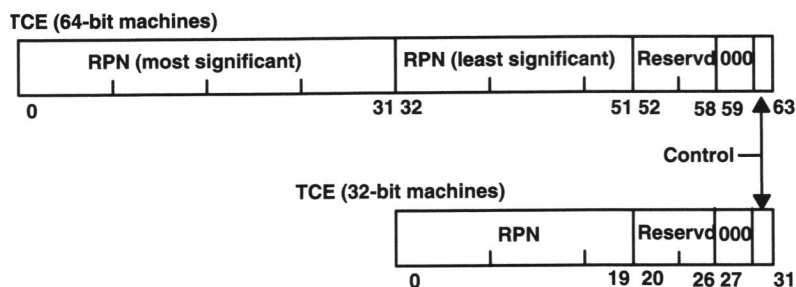 TCE (64-bit machines)
RPN (most significant) RPN (least significant) Reservd 000
0 31 32 51 52 58 59 63
Control
TCE (32-bit machines)
RPN Reservd 000
0 19 20 26 27 31